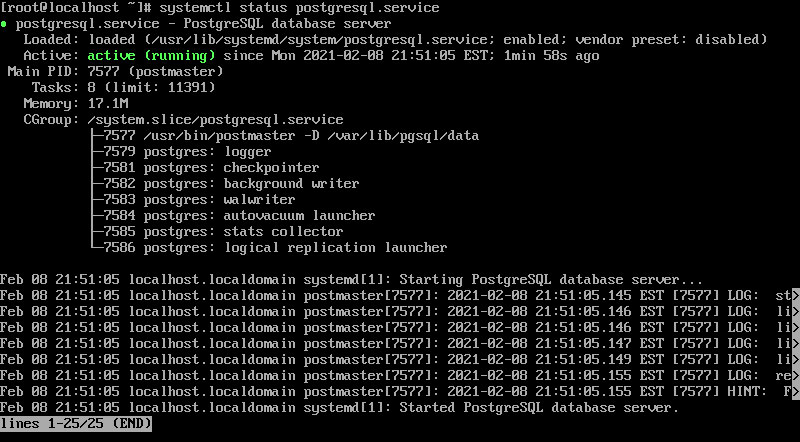 [root@localhost ~]# systemctl status postgresql.service
● postgresql.service - PostgreSQL database server
   Loaded: loaded (/usr/lib/systemd/system/postgresql.service; enabled; vendor preset: disabled)
   Active: active (running) since Mon 2021-02-08 21:51:05 EST; 1min 58s ago
 Main PID: 7577 (postmaster)
    Tasks: 8 (limit: 11391)
   Memory: 17.1M
   CGroup: /system.slice/postgresql.service
           ├─7577 /usr/bin/postmaster -D /var/lib/pgsql/data
           ├─7579 postgres: logger
           ├─7581 postgres: checkpointer
           ├─7582 postgres: background writer
           ├─7583 postgres: walwriter
           ├─7584 postgres: autovacuum launcher
           ├─7585 postgres: stats collector
           └─7586 postgres: logical replication launcher

Feb 08 21:51:05 localhost.localdomain systemd[1]: Starting PostgreSQL database server...
Feb 08 21:51:05 localhost.localdomain postmaster[7577]: 2021-02-08 21:51:05.145 EST [7577] LOG:  st>
Feb 08 21:51:05 localhost.localdomain postmaster[7577]: 2021-02-08 21:51:05.146 EST [7577] LOG:  li>
Feb 08 21:51:05 localhost.localdomain postmaster[7577]: 2021-02-08 21:51:05.146 EST [7577] LOG:  li>
Feb 08 21:51:05 localhost.localdomain postmaster[7577]: 2021-02-08 21:51:05.147 EST [7577] LOG:  li>
Feb 08 21:51:05 localhost.localdomain postmaster[7577]: 2021-02-08 21:51:05.149 EST [7577] LOG:  li>
Feb 08 21:51:05 localhost.localdomain postmaster[7577]: 2021-02-08 21:51:05.155 EST [7577] LOG:  re>
Feb 08 21:51:05 localhost.localdomain postmaster[7577]: 2021-02-08 21:51:05.155 EST [7577] HINT:  F>
Feb 08 21:51:05 localhost.localdomain systemd[1]: Started PostgreSQL database server.
lines 1-25/25 (END)